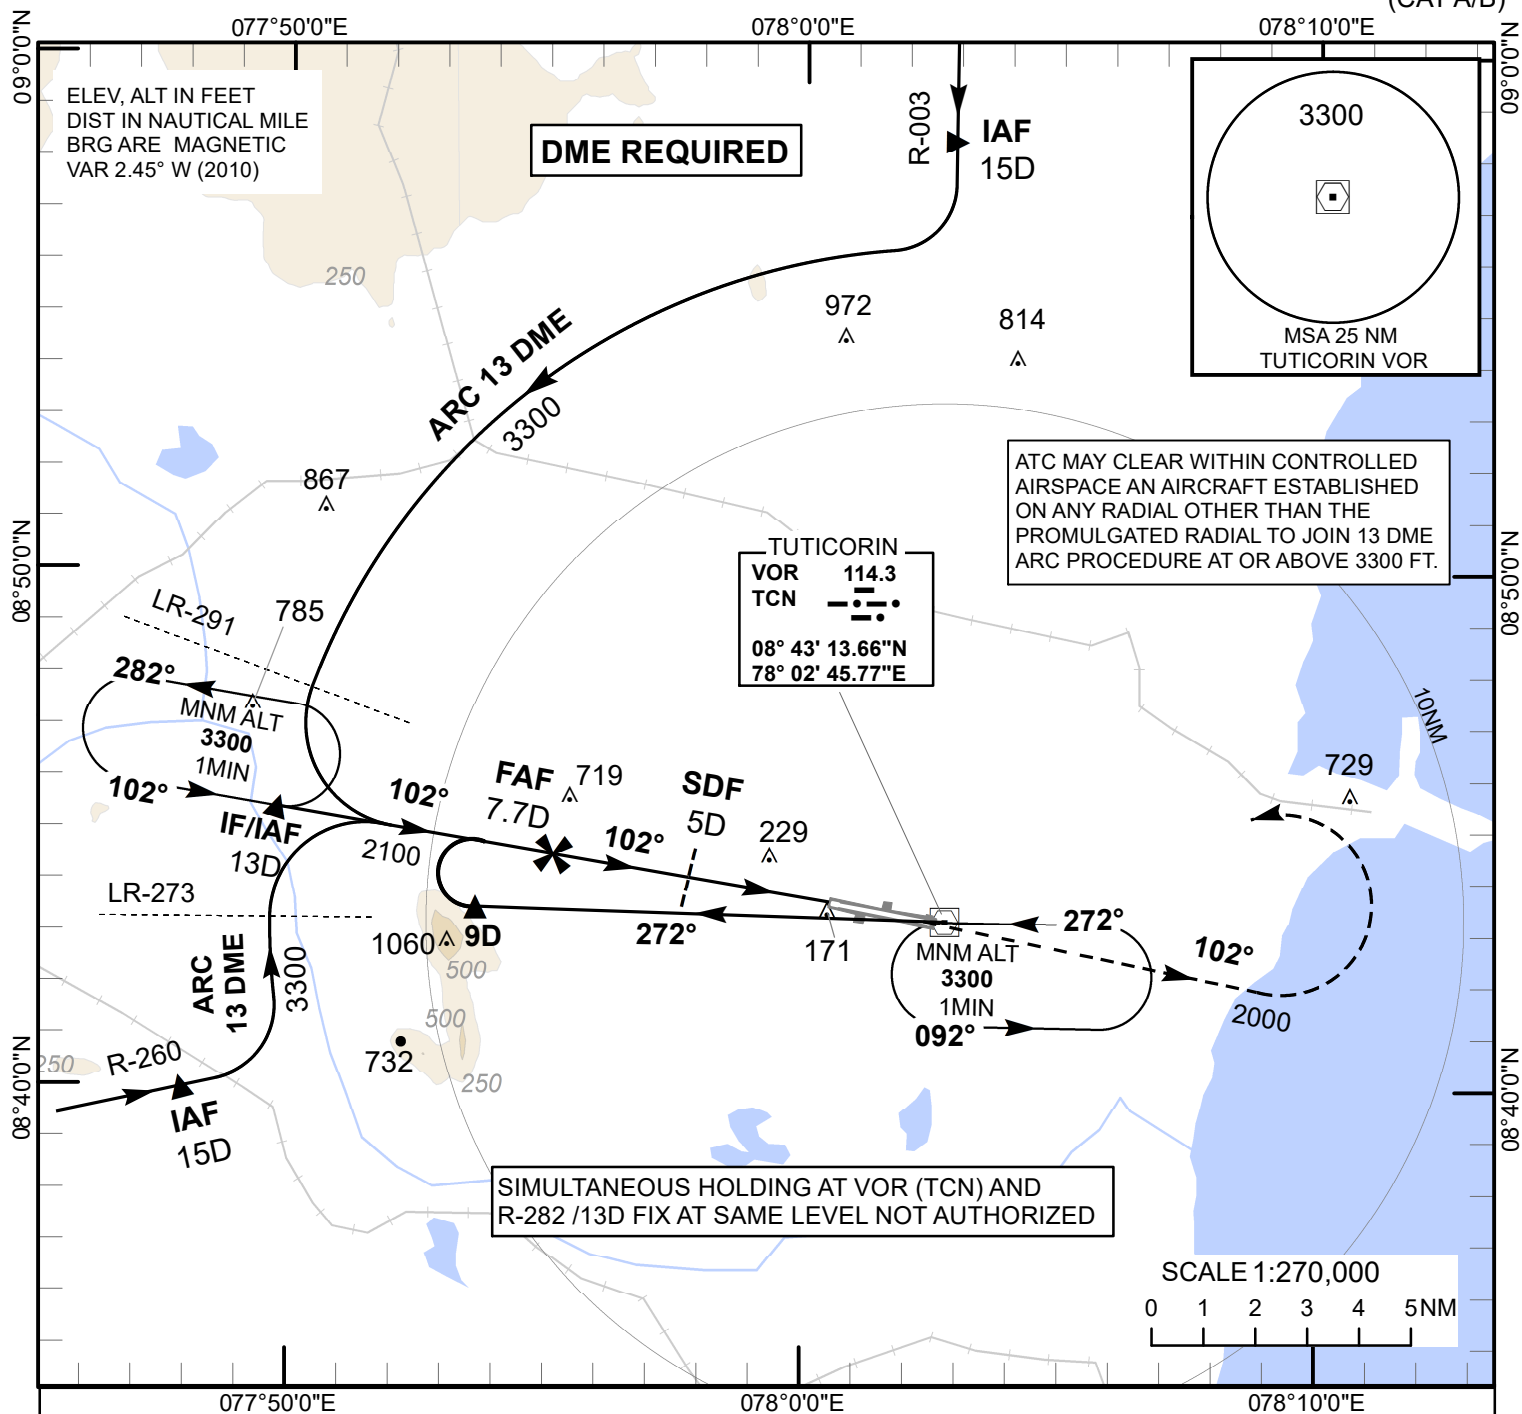 (CAT A/B)
077°50'0"E
078°0'0"E
078°10'0"E
09°0'0"N
09°0'0"N
ELEV, ALT IN FEET
DIST IN NAUTICAL MILE
BRG ARE MAGNETIC
VAR 2.45° W (2010)
DME REQUIRED
R-003
IAF
15D
3300
MSA 25 NM
TUTICORIN VOR
250
972
814
ARC 13 DME
3300
867
ATC MAY CLEAR WITHIN CONTROLLED
AIRSPACE AN AIRCRAFT ESTABLISHED
ON ANY RADIAL OTHER THAN THE
PROMULGATED RADIAL TO JOIN 13 DME
ARC PROCEDURE AT OR ABOVE 3300 FT.
08°50'0"N
08°50'0"N
TUTICORIN
VOR 114.3
TCN
08° 43' 13.66"N
78° 02' 45.77"E
LR-291
785
282°
MNM ALT
3300
1MIN
102°
IF/IAF
13D
102°
2100
FAF
7.7D
719
SDF
5D
102°
229
10NM
729
LR-273
1060
9D
272°
171
272°
MNM ALT
3300
1MIN
092°
102°
2000
ARC
13 DME
3300
500
500
732
250
250
R-260
IAF
15D
08°40'0"N
08°40'0"N
SIMULTANEOUS HOLDING AT VOR (TCN) AND
R-282 /13D FIX AT SAME LEVEL NOT AUTHORIZED
SCALE 1:270,000
0 1 2 3 4 5NM
077°50'0"E
078°0'0"E
078°10'0"E